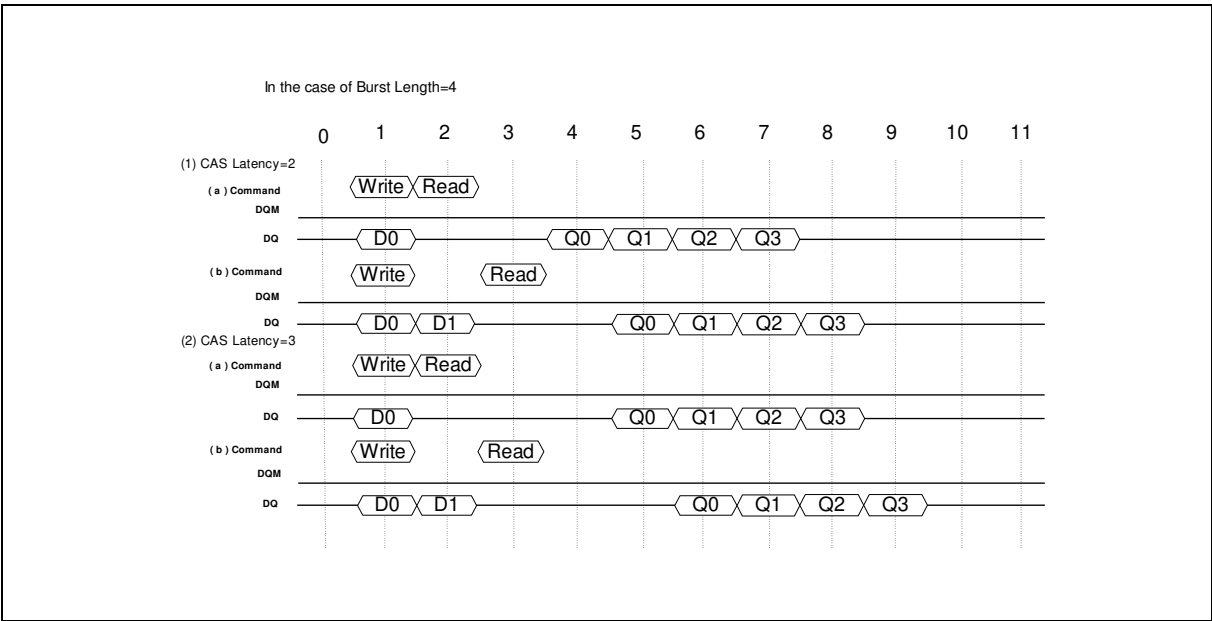 In the case of Burst Length=4
0 1 2 3 4 5 6 7 8 9 10 11
(1) CAS Latency=2
( a ) Command Write Read
DQM
DQ D0 Q0 Q1 Q2 Q3
( b ) Command Write Read
DQM
DQ D0 D1 Q0 Q1 Q2 Q3
(2) CAS Latency=3
( a ) Command Write Read
DQM
DQ D0 Q0 Q1 Q2 Q3
( b ) Command Write Read
DQM
DQ D0 D1 Q0 Q1 Q2 Q3